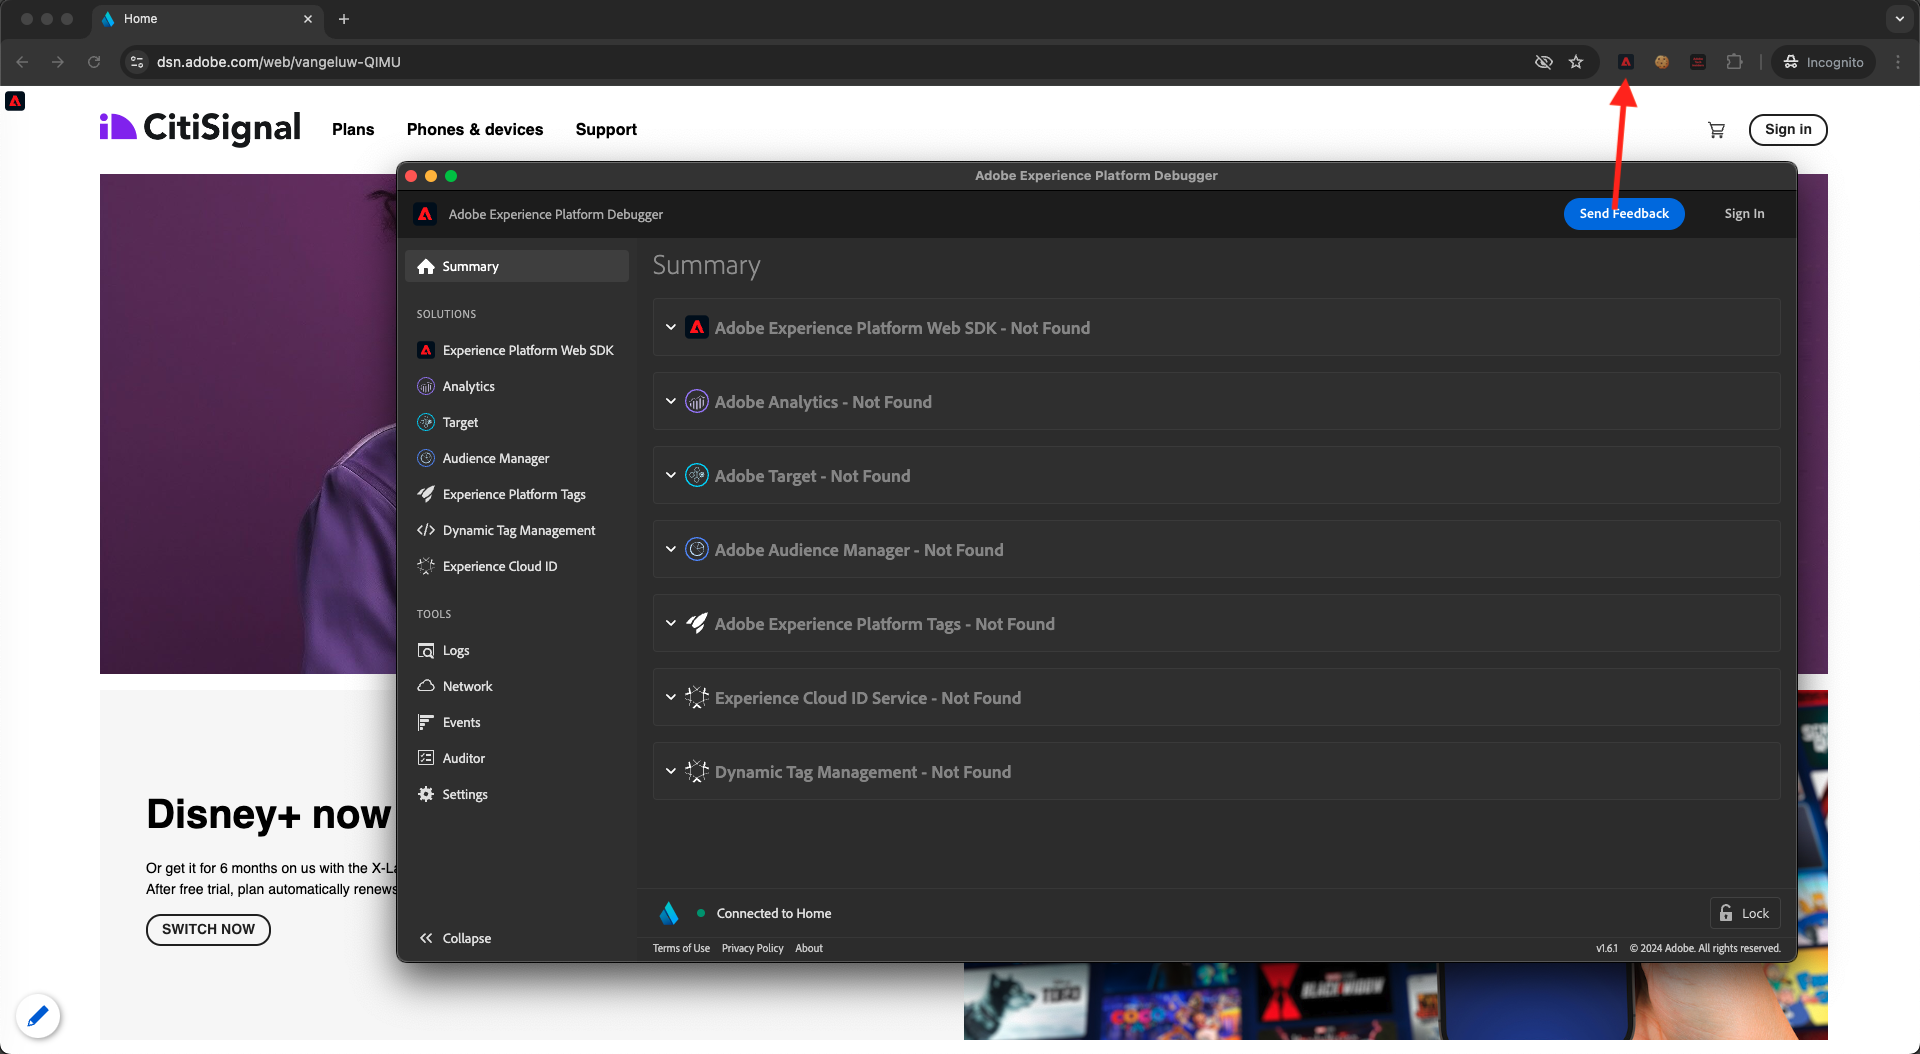 Home
dsn.adobe.com/web/vangeluw-QIMU
Incognito
CitiSignal
Plans
Phones & devices
Support
Sign in
Adobe Experience Platform Debugger
Adobe Experience Platform Debugger
Send Feedback
Sign In
Summary
SOLUTIONS
Experience Platform Web SDK
Analytics
Target
Audience Manager
Experience Platform Tags
Dynamic Tag Management
Experience Cloud ID
TOOLS
Logs
Network
Events
Auditor
Settings
Collapse
Summary
Adobe Experience Platform Web SDK - Not Found
Adobe Analytics - Not Found
Adobe Target - Not Found
Adobe Audience Manager - Not Found
Adobe Experience Platform Tags - Not Found
Experience Cloud ID Service - Not Found
Dynamic Tag Management - Not Found
Connected to Home
Lock
Terms of Use Privacy Policy About
v1.6.1 © 2024 Adobe. All rights reserved.
Disney+ now
Or get it for 6 months on us with the X-La
After free trial, plan automatically renews
SWITCH NOW
TORO
COCO
BLACK WIDOW